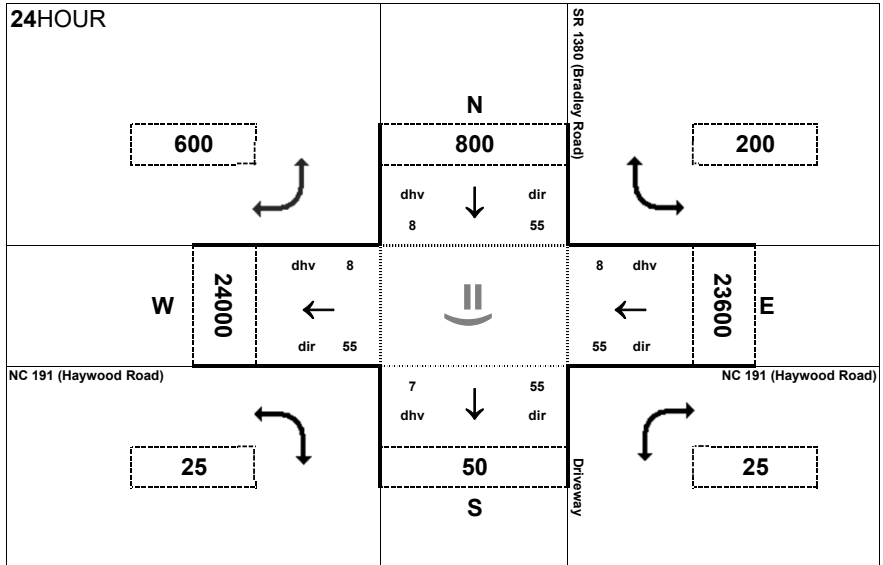 24HOUR
SR 1380 (Bradley Road)
N
600
800
200
dhv
dir
8
55
W
24000
dhv 8
dir 55
8 dhv
55 dir
23600
E
NC 191 (Haywood Road)
NC 191 (Haywood Road)
7
55
dhv
dir
25
50
25
S
Driveway